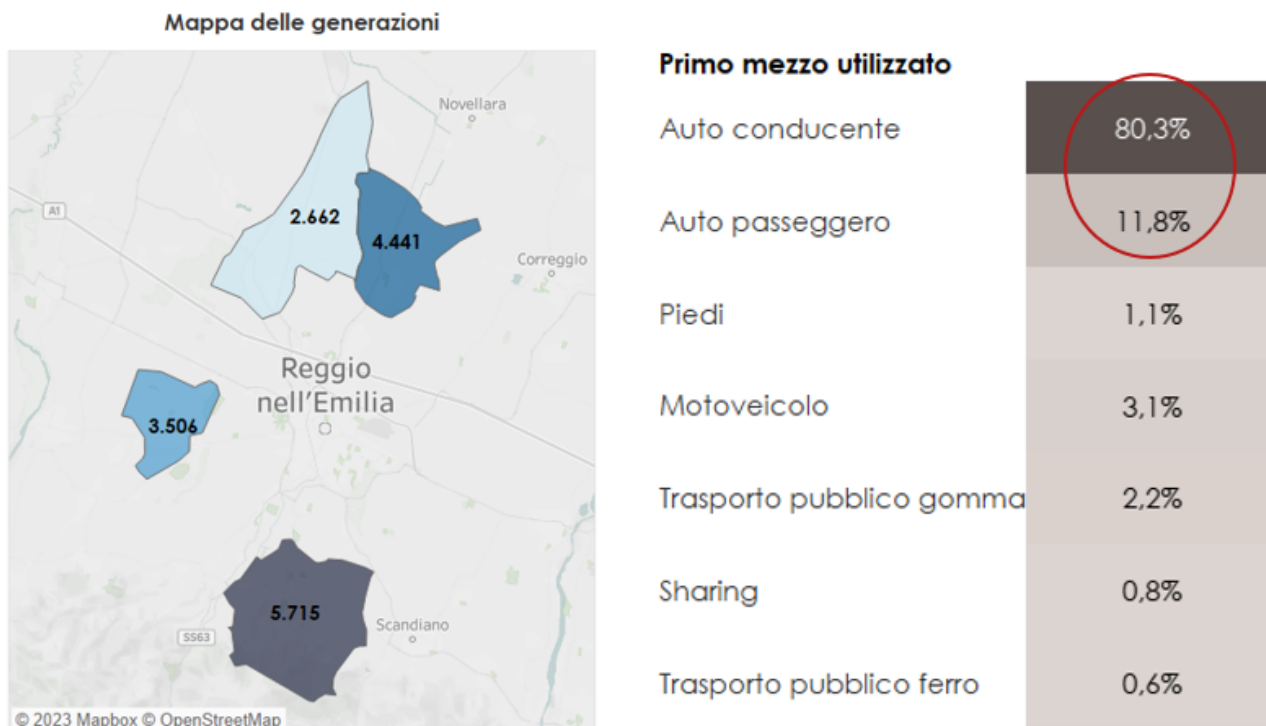 Mappa delle generazioni
Novellara
A1
2.662
4.441
Correggio
Reggio
nell'Emilia
3.506
5.715
SS63
Scandiano
© 2023 Mapbox © OpenStreetMap
Primo mezzo utilizzato
Auto conducente 80,3%
Auto passeggero 11,8%
Piedi 1,1%
Motoveicolo 3,1%
Trasporto pubblico gomma 2,2%
Sharing 0,8%
Trasporto pubblico ferro 0,6%